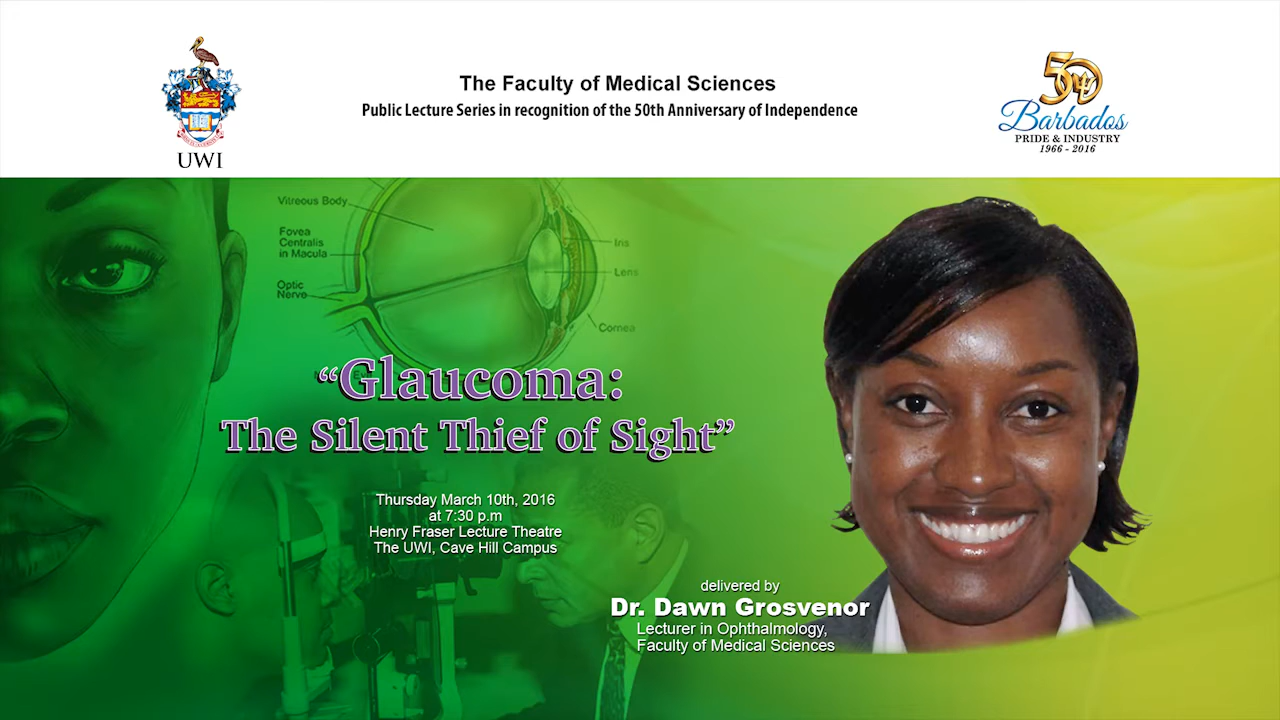 UWI
The Faculty of Medical Sciences
Public Lecture Series in recognition of the 50th Anniversary of Independence
50
Barbados
PRIDE & INDUSTRY
1966 - 2016
Vitreous Body
Fovea
Centralis
in Macula
Optic
Nerve
Iris
Lens
Cornea
“Glaucoma:
The Silent Thief of Sight”
Thursday March 10th, 2016
at 7:30 p.m
Henry Fraser Lecture Theatre
The UWI, Cave Hill Campus
delivered by
Dr. Dawn Grosvenor
Lecturer in Ophthalmology,
Faculty of Medical Sciences